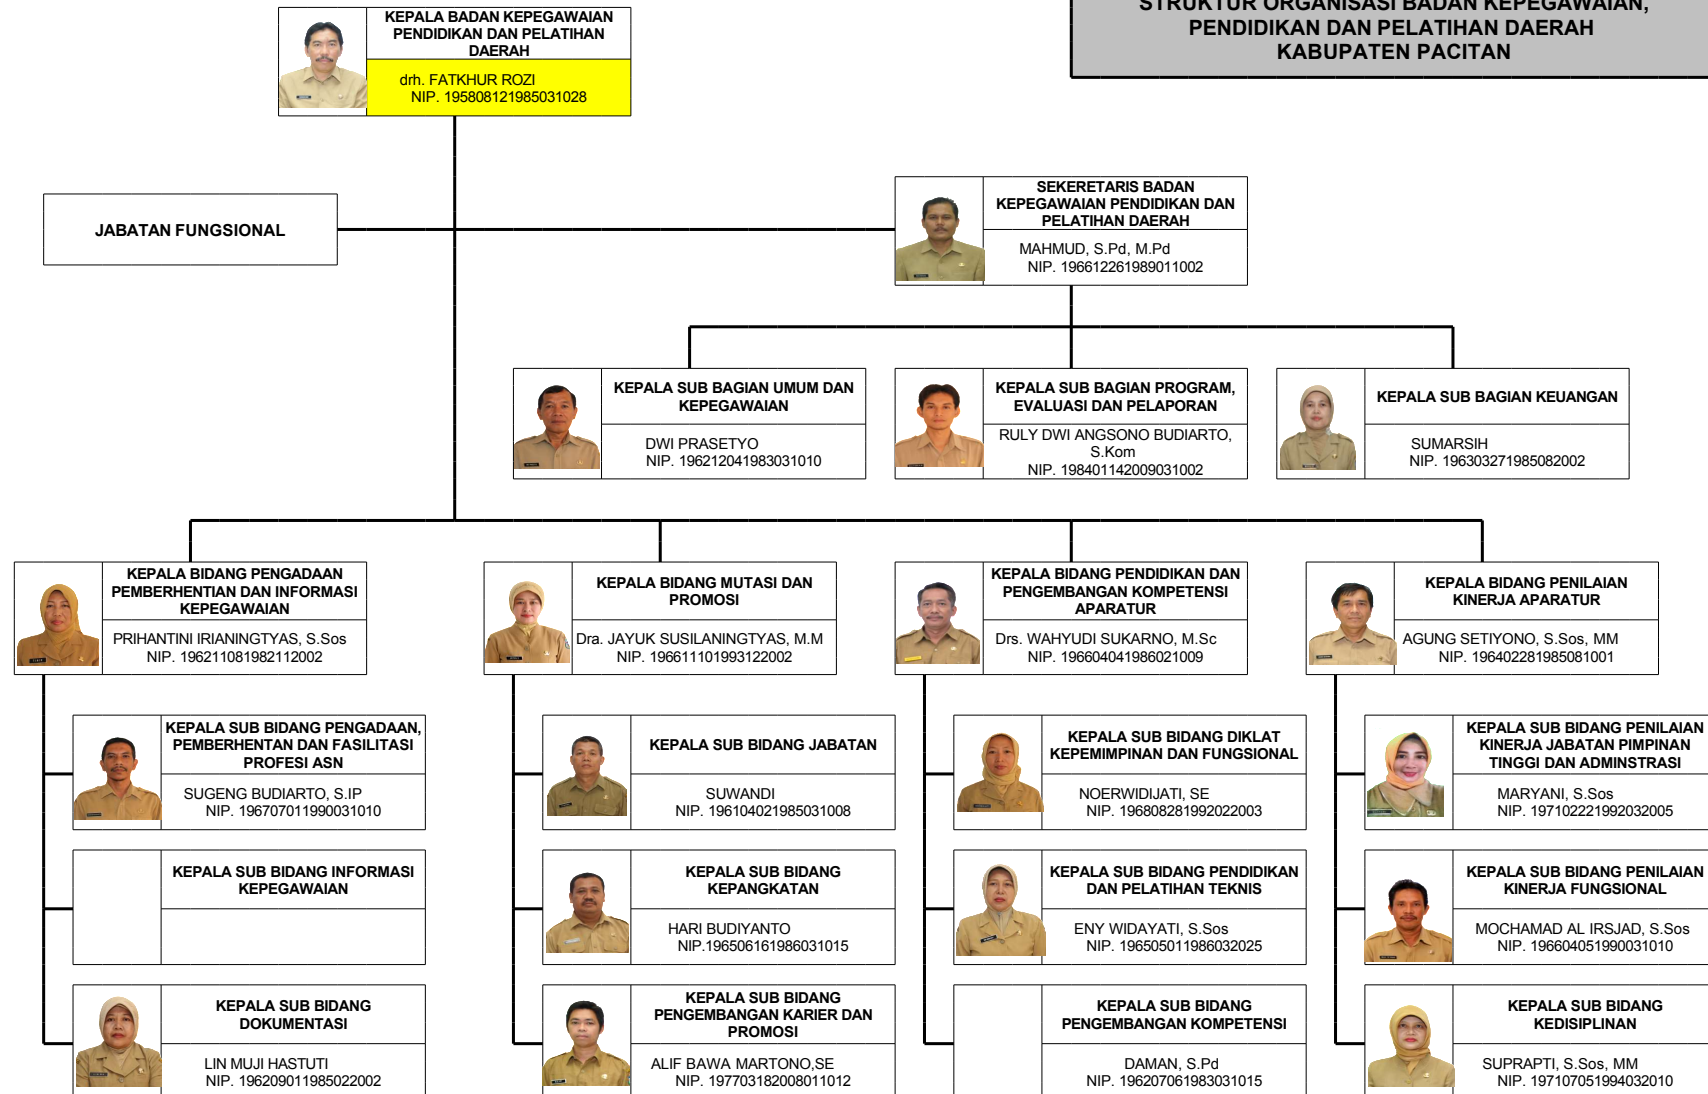 STRUKTUR ORGANISASI BADAN KEPEGAWAIAN,
PENDIDIKAN DAN PELATIHAN DAERAH
KABUPATEN PACITAN
KEPALA BADAN KEPEGAWAIAN
PENDIDIKAN DAN PELATIHAN
DAERAH
drh. FATKHUR ROZI
NIP. 195808121985031028
JABATAN FUNGSIONAL
SEKERETARIS BADAN
KEPEGAWAIAN PENDIDIKAN DAN
PELATIHAN DAERAH
MAHMUD, S.Pd, M.Pd
NIP. 196612261989011002
KEPALA SUB BAGIAN UMUM DAN
KEPEGAWAIAN
DWI PRASETYO
NIP. 196212041983031010
KEPALA SUB BAGIAN PROGRAM,
EVALUASI DAN PELAPORAN
RULY DWI ANGSONO BUDIARTO,
S.Kom
NIP. 198401142009031002
KEPALA SUB BAGIAN KEUANGAN
SUMARSIH
NIP. 196303271985082002
KEPALA BIDANG PENGADAAN
PEMBERHENTIAN DAN INFORMASI
KEPEGAWAIAN
PRIHANTINI IRIANINGTYAS, S.Sos
NIP. 196211081982112002
KEPALA BIDANG MUTASI DAN
PROMOSI
Dra. JAYUK SUSILANINGTYAS, M.M
NIP. 196611101993122002
KEPALA BIDANG PENDIDIKAN DAN
PENGEMBANGAN KOMPETENSI
APARATUR
Drs. WAHYUDI SUKARNO, M.Sc
NIP. 196604041986021009
KEPALA BIDANG PENILAIAN
KINERJA APARATUR
AGUNG SETIYONO, S.Sos, MM
NIP. 196402281985081001
KEPALA SUB BIDANG PENGADAAN,
PEMBERHENTAN DAN FASILITASI
PROFESI ASN
SUGENG BUDIARTO, S.IP
NIP. 196707011990031010
KEPALA SUB BIDANG JABATAN
SUWANDI
NIP. 196104021985031008
KEPALA SUB BIDANG DIKLAT
KEPEMIMPINAN DAN FUNGSIONAL
NOERWIDIJATI, SE
NIP. 196808281992022003
KEPALA SUB BIDANG PENILAIAN
KINERJA JABATAN PIMPINAN
TINGGI DAN ADMINSTRASI
MARYANI, S.Sos
NIP. 197102221992032005
KEPALA SUB BIDANG INFORMASI
KEPEGAWAIAN
KEPALA SUB BIDANG
KEPANGKATAN
HARI BUDIYANTO
NIP.196506161986031015
KEPALA SUB BIDANG PENDIDIKAN
DAN PELATIHAN TEKNIS
ENY WIDAYATI, S.Sos
NIP. 196505011986032025
KEPALA SUB BIDANG PENILAIAN
KINERJA FUNGSIONAL
MOCHAMAD AL IRSJAD, S.Sos
NIP. 196604051990031010
KEPALA SUB BIDANG
DOKUMENTASI
LIN MUJI HASTUTI
NIP. 196209011985022002
KEPALA SUB BIDANG
PENGEMBANGAN KARIER DAN
PROMOSI
ALIF BAWA MARTONO,SE
NIP. 197703182008011012
KEPALA SUB BIDANG
PENGEMBANGAN KOMPETENSI
DAMAN, S.Pd
NIP. 196207061983031015
KEPALA SUB BIDANG
KEDISIPLINAN
SUPRAPTI, S.Sos, MM
NIP. 197107051994032010